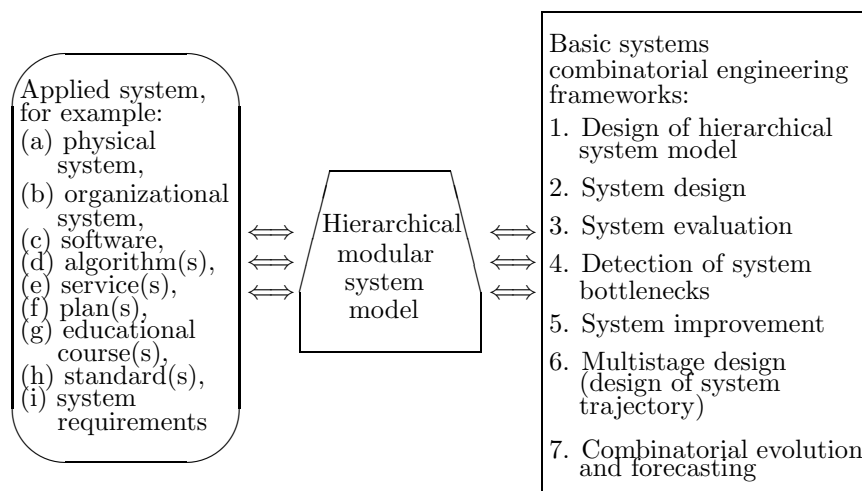 Applied system,
for example:
(a) physical
system,
(b) organizational
system,
(c) software,
(d) algorithm(s),
(e) service(s),
(f) plan(s),
(g) educational
course(s),
(h) standard(s),
(i) system
requirements
⇐⇒
⇐⇒
⇐⇒
Hierarchical
modular
system
model
⇐⇒
⇐⇒
⇐⇒
Basic systems
combinatorial engineering
frameworks:
1. Design of hierarchical
system model
2. System design
3. System evaluation
4. Detection of system
bottlenecks
5. System improvement
6. Multistage design
(design of system
trajectory)
7. Combinatorial evolution
and forecasting